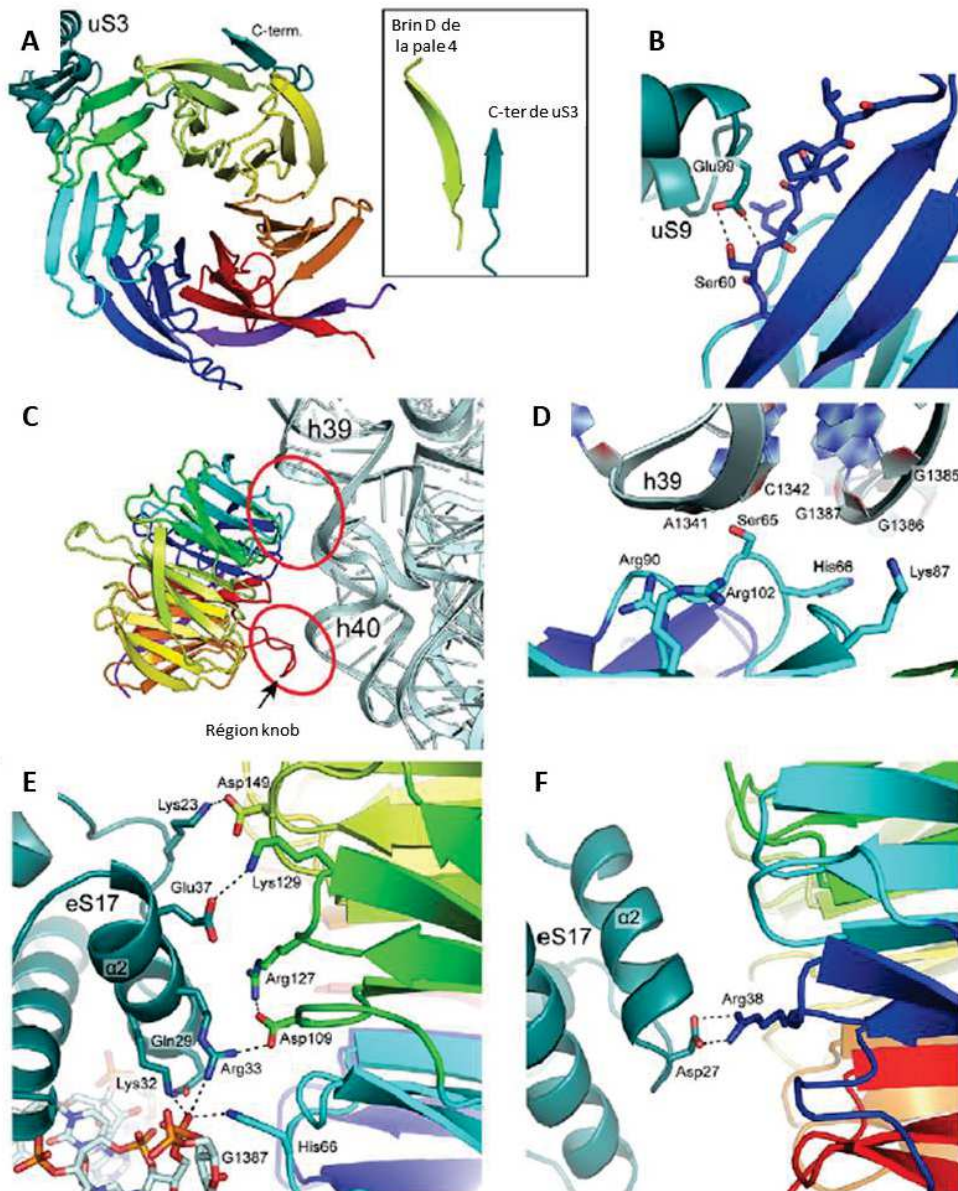 A
uS3
C-term.
Brin D de
la pale 4
C-ter de uS3
B
Glu99
uS9
Ser60
C
h39
h40
Région knob
D
h39
C1342
A1341
Ser65
G1387
G1385
G1386
Arg90
Arg102
His66
Lys87
E
Asp149
Lys23
Glu37
Lys129
eS17
α2
Arg127
Gln29
Asp109
Arg33
Lys32
His66
G1387
F
eS17
α2
Arg38
Asp27